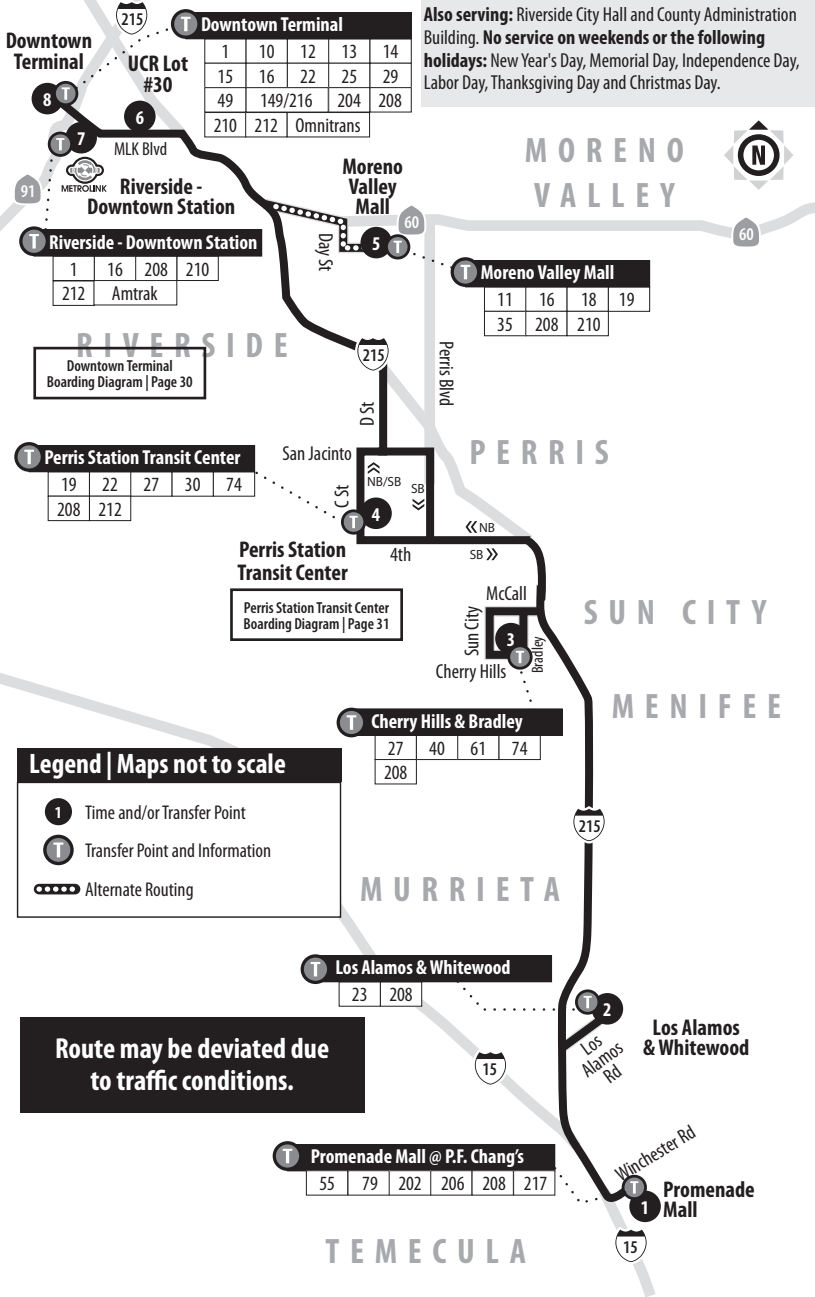 Also serving: Riverside City Hall and County Administration
Building. No service on weekends or the following
holidays: New Year's Day, Memorial Day, Independence Day,
Labor Day, Thanksgiving Day and Christmas Day.
215
T Downtown Terminal
1 10 12 13 14
15 16 22 25 29
49 149/216 204 208
210 212 Omnitrans
Downtown
Terminal
8 T
UCR Lot
#30
6
7
T
MLK Blvd
METROLINK
91
Riverside -
Downtown Station
T Riverside - Downtown Station
1 16 208 210
212 Amtrak
MORENO
VALLEY
N
Moreno
Valley
Mall
60
60
Day St
5 T
T Moreno Valley Mall
11 16 18 19
35 208 210
RIVERSIDE
Downtown Terminal
Boarding Diagram | Page 30
215
Perris Blvd
D St
PERRIS
San Jacinto
T Perris Station Transit Center
19 22 27 30 74
208 212
NB/SB
SB
C St
4
T
NB
SB
4th
Perris Station
Transit Center
Perris Station Transit Center
Boarding Diagram | Page 31
McCall
SUN CITY
Sun City
3
T
Bradley
Cherry Hills
MENIFEE
T Cherry Hills & Bradley
27 40 61 74
208
Legend | Maps not to scale
1 Time and/or Transfer Point
T Transfer Point and Information
Alternate Routing
215
MURRIETA
T Los Alamos & Whitewood
23 208
T 2
Los Alamos
& Whitewood
Los
Alamos
Rd
Route may be deviated due
to traffic conditions.
15
T Promenade Mall @ P.F. Chang's
55 79 202 206 208 217
Winchester Rd
T
1
Promenade
Mall
15
TEMECULA